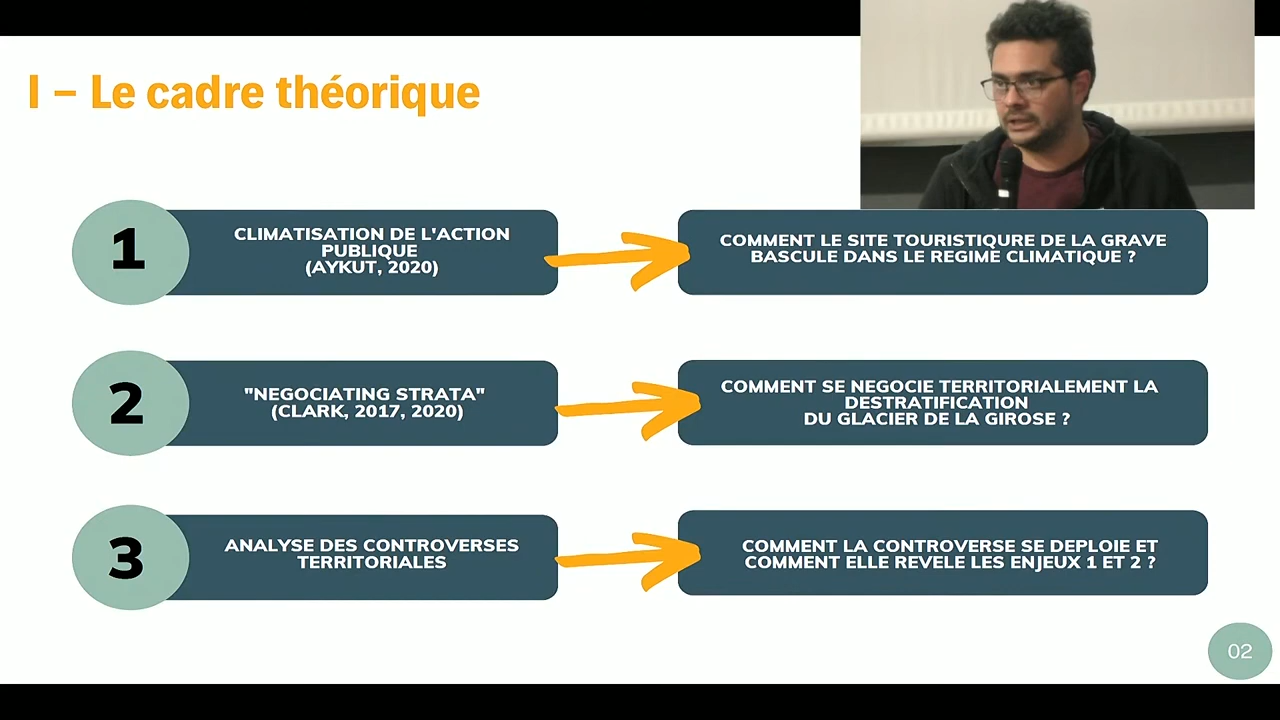 I – Le cadre théorique
1
CLIMATISATION DE L'ACTION
PUBLIQUE
(AYKUT, 2020)
COMMENT LE SITE TOURISTIQURE DE LA GRAVE
BASCULE DANS LE REGIME CLIMATIQUE ?
2
"NEGOCIATING STRATA"
(CLARK, 2017, 2020)
COMMENT SE NEGOCIE TERRITORIALEMENT LA
DESTRATIFICATION
DU GLACIER DE LA GIROSE ?
3
ANALYSE DES CONTROVERSES
TERRITORIALES
COMMENT LA CONTROVERSE SE DEPLOIE ET
COMMENT ELLE REVELE LES ENJEUX 1 ET 2 ?
02